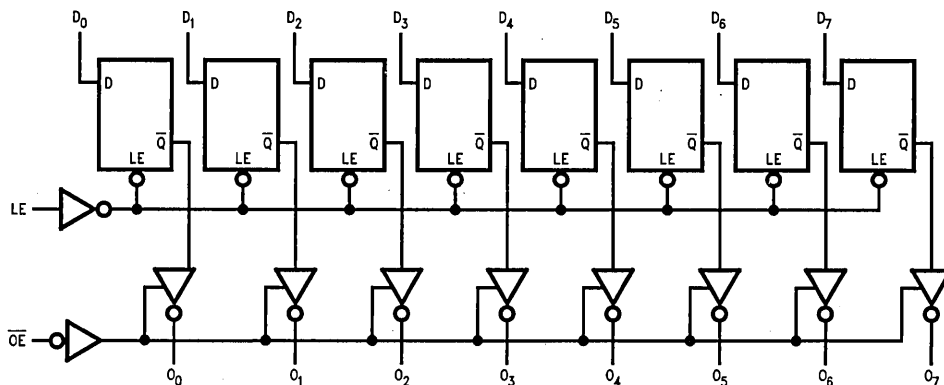 D₀ D₁ D₂ D₃ D₄ D₅ D₆ D₇
D D D D D D D D
Q̅ Q̅ Q̅ Q̅ Q̅ Q̅ Q̅ Q̅
LE LE LE LE LE LE LE LE
LE
O̅E̅
O₀ O₁ O₂ O₃ O₄ O₅ O₆ O₇